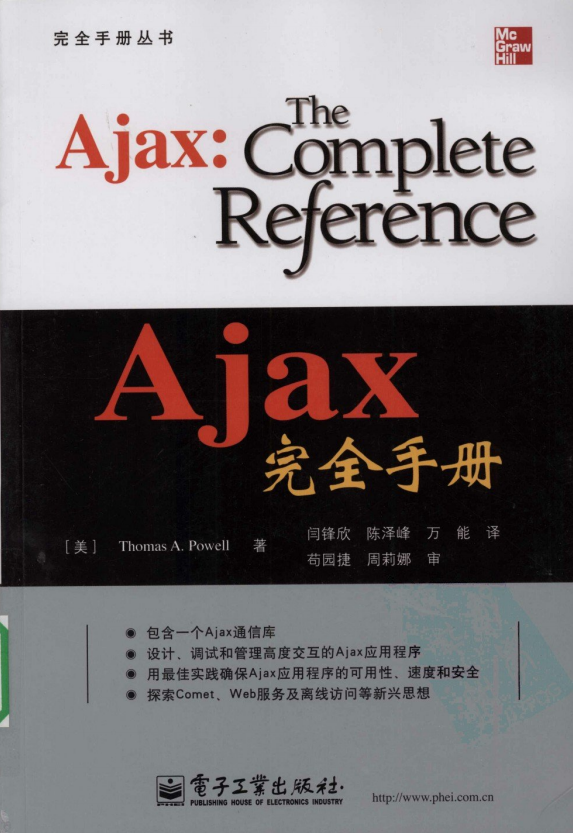 完全手册丛书
Mc
Graw
Hill
The
Ajax: Complete
Reference
Ajax
完全手册
[美] Thomas A. Powell 著
闫锋欣 陈泽峰 万 能 译
苟园捷 周莉娜 审
◉ 包含一个Ajax通信库
◉ 设计、调试和管理高度交互的Ajax应用程序
◉ 用最佳实践确保Ajax应用程序的可用性、速度和安全
◉ 探索Comet、Web服务及离线访问等新兴思想
電子工業出版社.
PUBLISHING HOUSE OF ELECTRONICS INDUSTRY
http://www.phei.com.cn